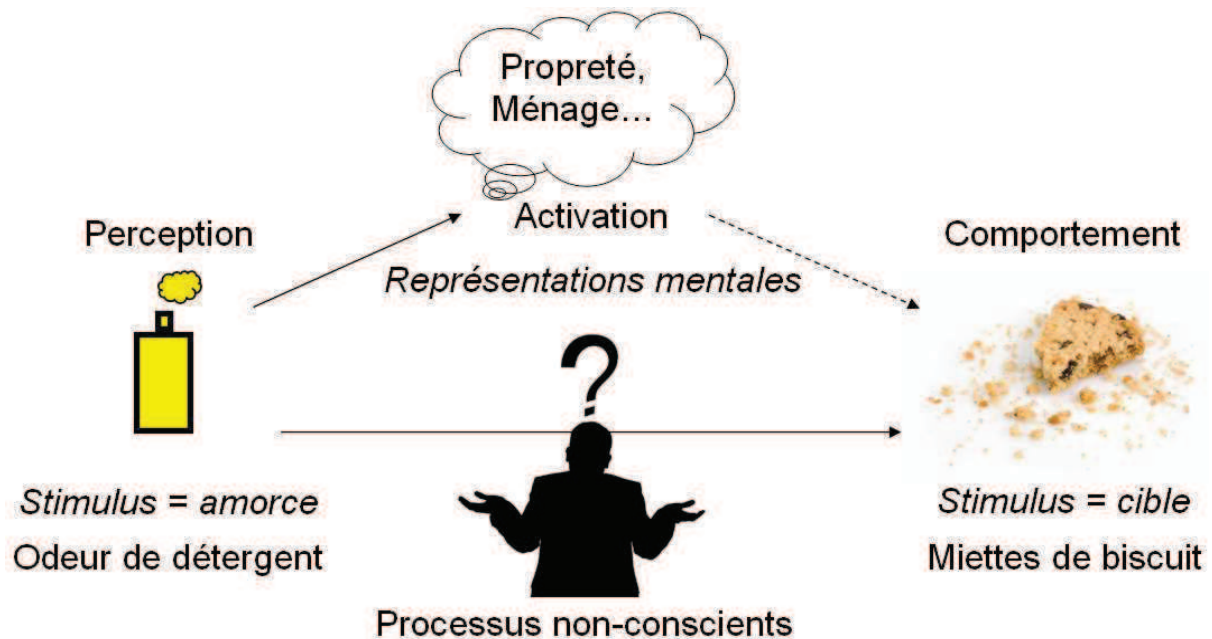 Propreté,
Ménage…
Activation
Perception
Comportement
Représentations mentales
?
Stimulus = amorce
Odeur de détergent
Stimulus = cible
Miettes de biscuit
Processus non-conscients